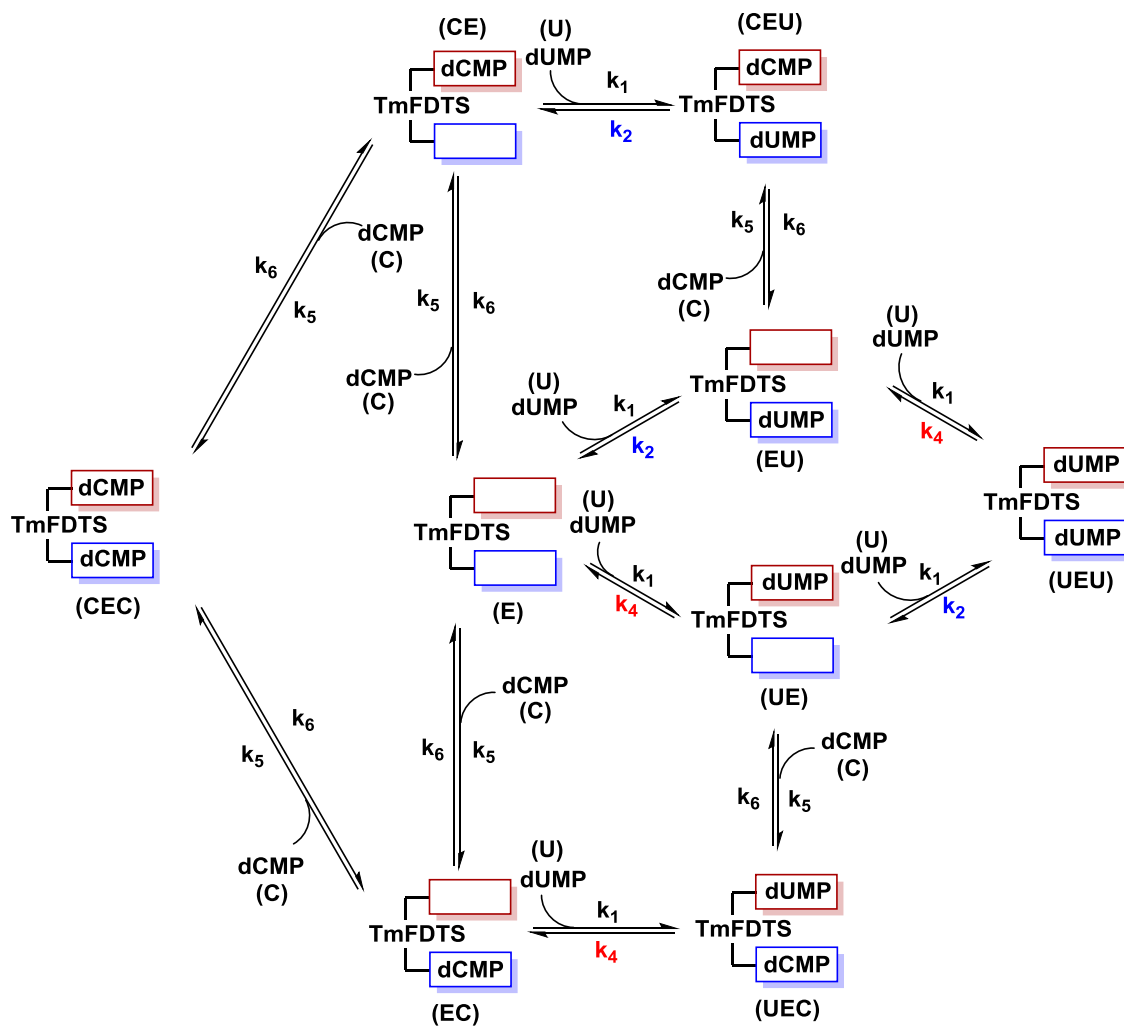 (CE)
(U)
dUMP
(CEU)
dCMP
TmFDTS
k1
k2
dCMP
TmFDTS
dUMP
dCMP
(C)
k6
k5
k5
k6
dCMP
(C)
k5
k6
dCMP
(C)
(U)
dUMP
k1
k2
TmFDTS
dUMP
(EU)
(U)
dUMP
k1
k4
dCMP
TmFDTS
dCMP
(CEC)
TmFDTS
(E)
(U)
dUMP
k1
k4
dUMP
TmFDTS
(UE)
(U)
dUMP
k1
k2
dUMP
TmFDTS
dUMP
(UEU)
k6
k5
dCMP
(C)
k6
k5
dCMP
(C)
k6
k5
dCMP
(C)
TmFDTS
dCMP
(EC)
(U)
dUMP
k1
k4
dUMP
TmFDTS
dCMP
(UEC)